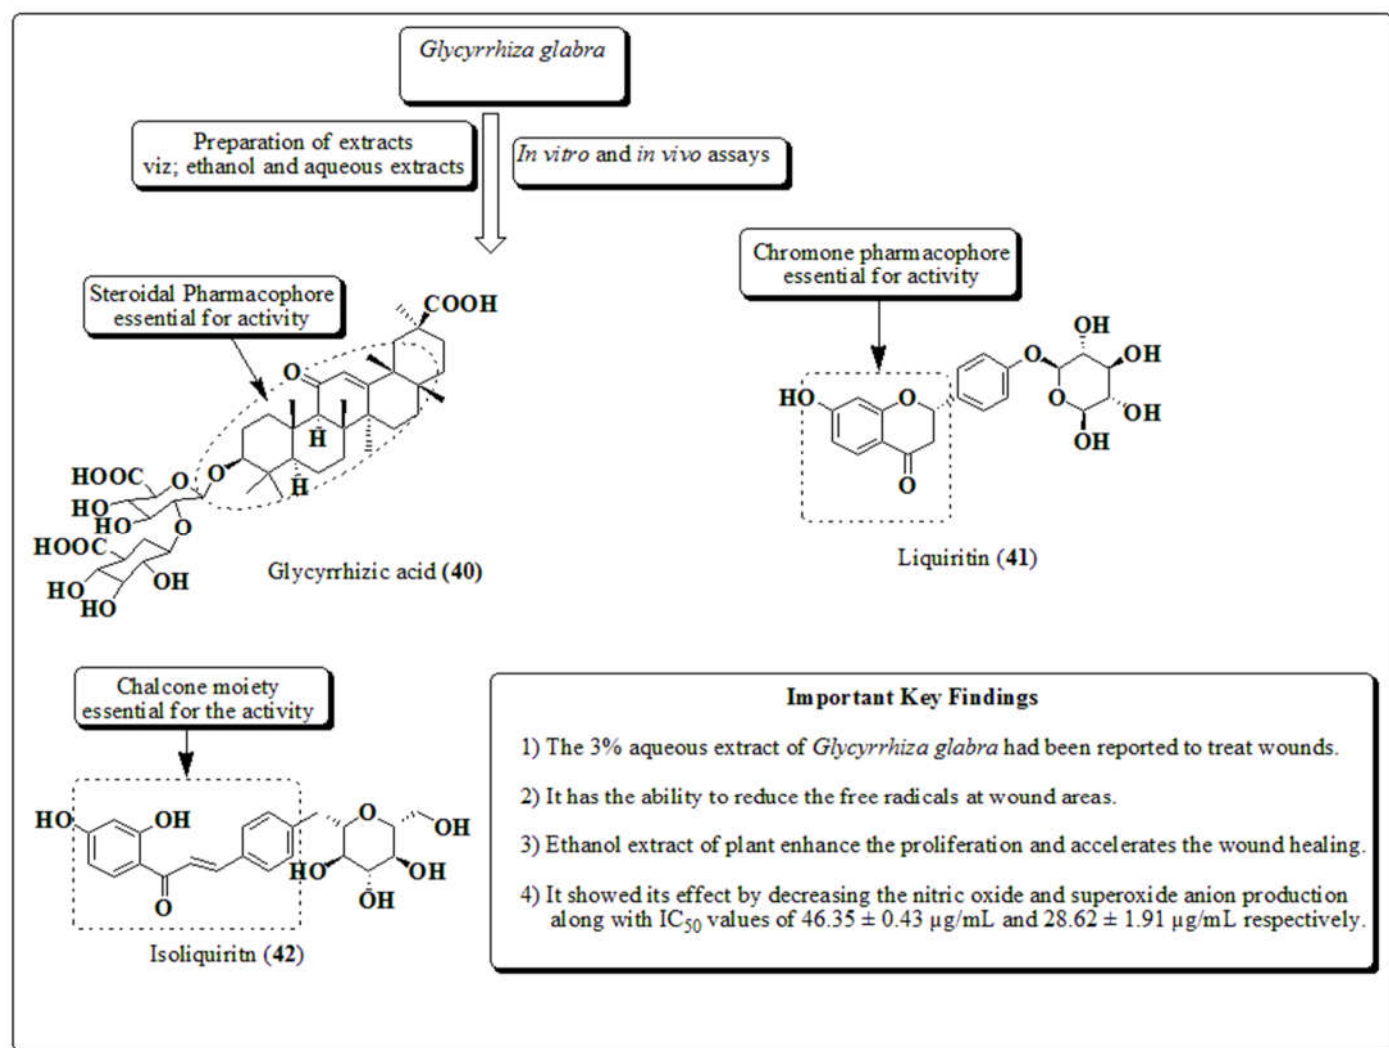 Glycyrrhiza glabra
Preparation of extracts
viz; ethanol and aqueous extracts
In vitro and in vivo assays
Steroidal Pharmacophore
essential for activity
COOH
O
H
H
O
HOOC
O
HO
HO
O
HOOC
OH
HO
HO
Glycyrrhizic acid (40)
Chromone pharmacophore
essential for activity
OH
O
OH
HO
O
O
OH
OH
O
Liquiritin (41)
Chalcone moiety
essential for the activity
HO
OH
O
O
OH
HO
OH
OH
Isoliquiritn (42)
Important Key Findings
1) The 3% aqueous extract of Glycyrrhiza glabra had been reported to treat wounds.
2) It has the ability to reduce the free radicals at wound areas.
3) Ethanol extract of plant enhance the proliferation and accelerates the wound healing.
4) It showed its effect by decreasing the nitric oxide and superoxide anion production
along with IC50 values of 46.35 ± 0.43 µg/mL and 28.62 ± 1.91 µg/mL respectively.